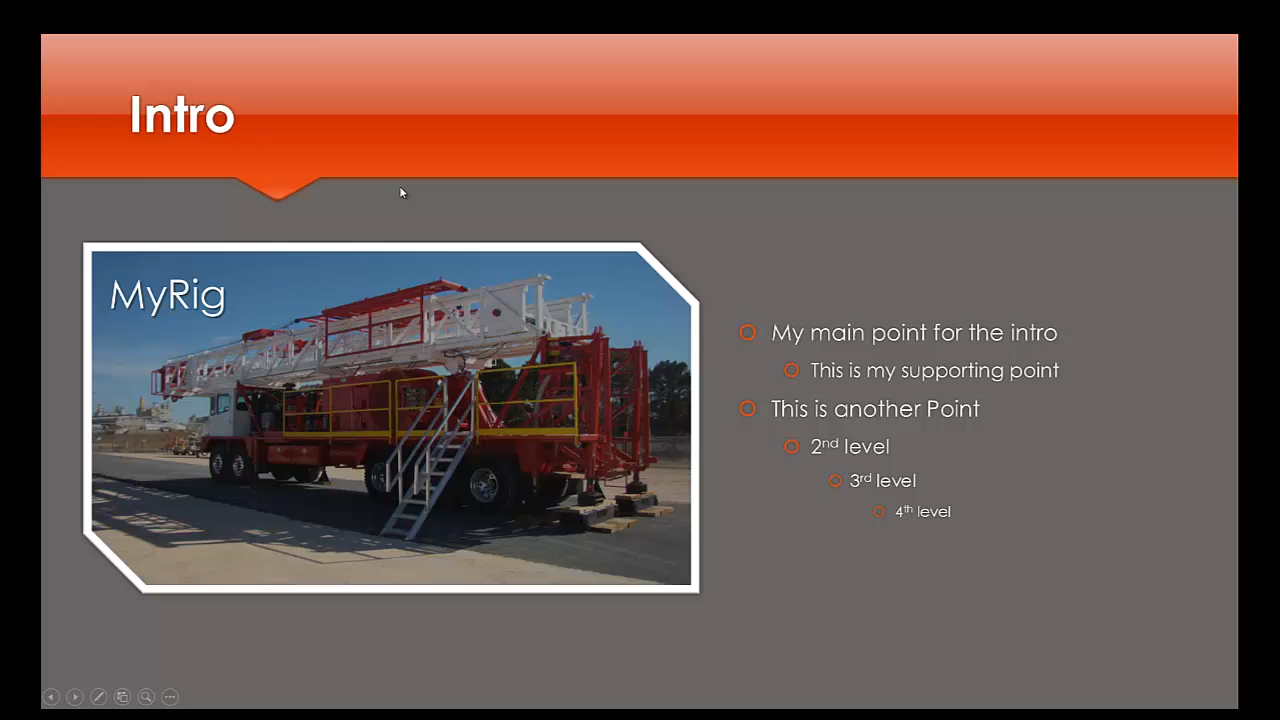 Intro
MyRig
My main point for the intro
This is my supporting point
This is another Point
2nd level
3rd level
4th level